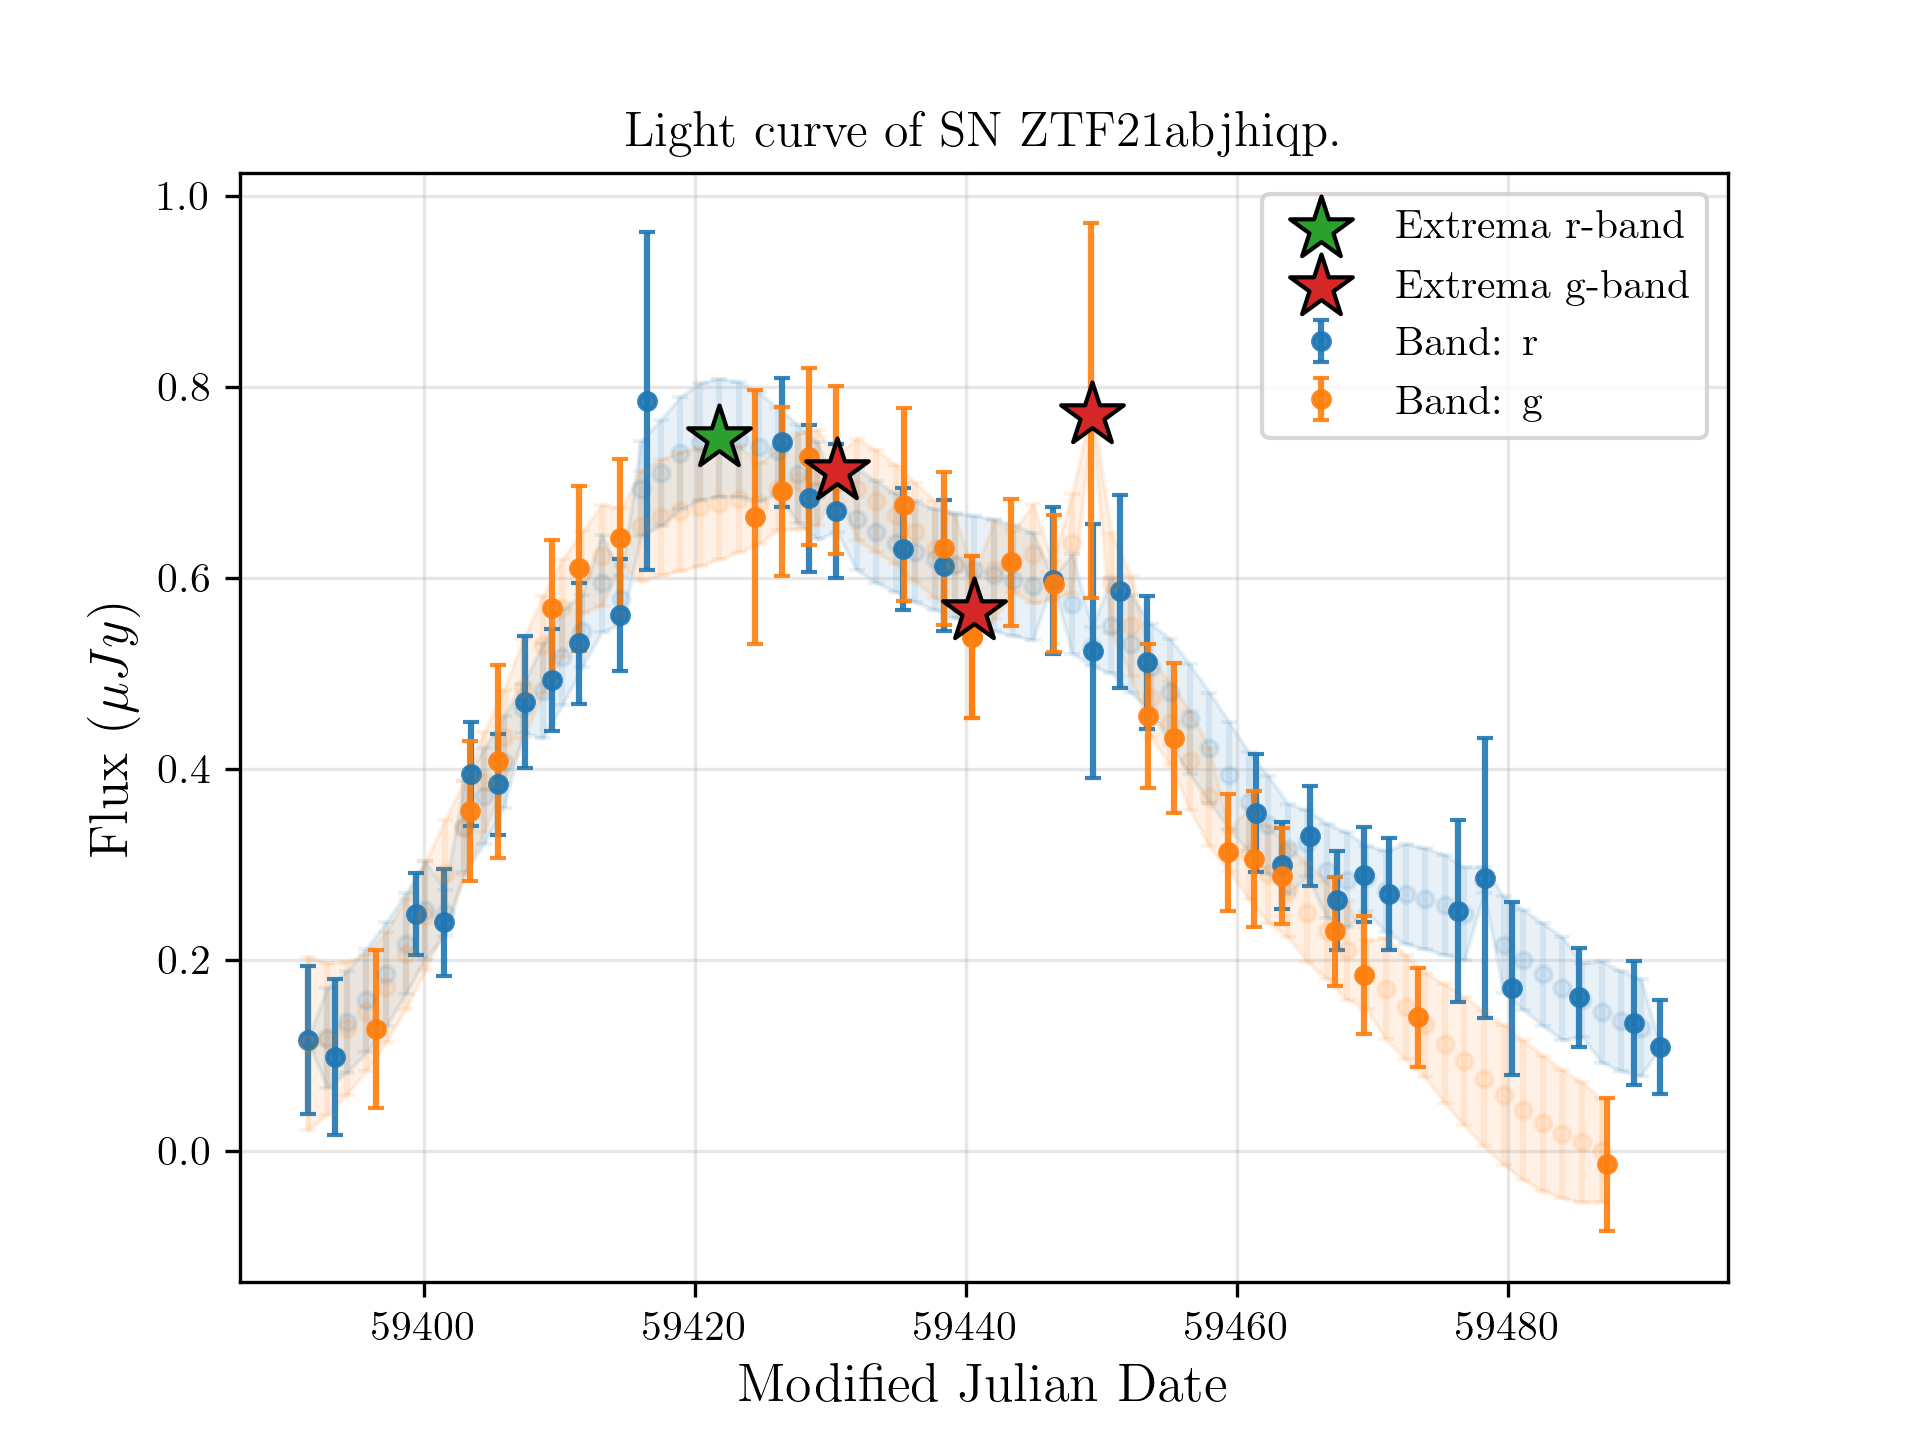 Light curve of SN ZTF21abjhiqp.
Extrema r-band
Extrema g-band
Band: r
Band: g
1.0
0.8
0.6
0.4
0.2
0.0
Flux (μJy)
59400 59420 59440 59460 59480
Modified Julian Date